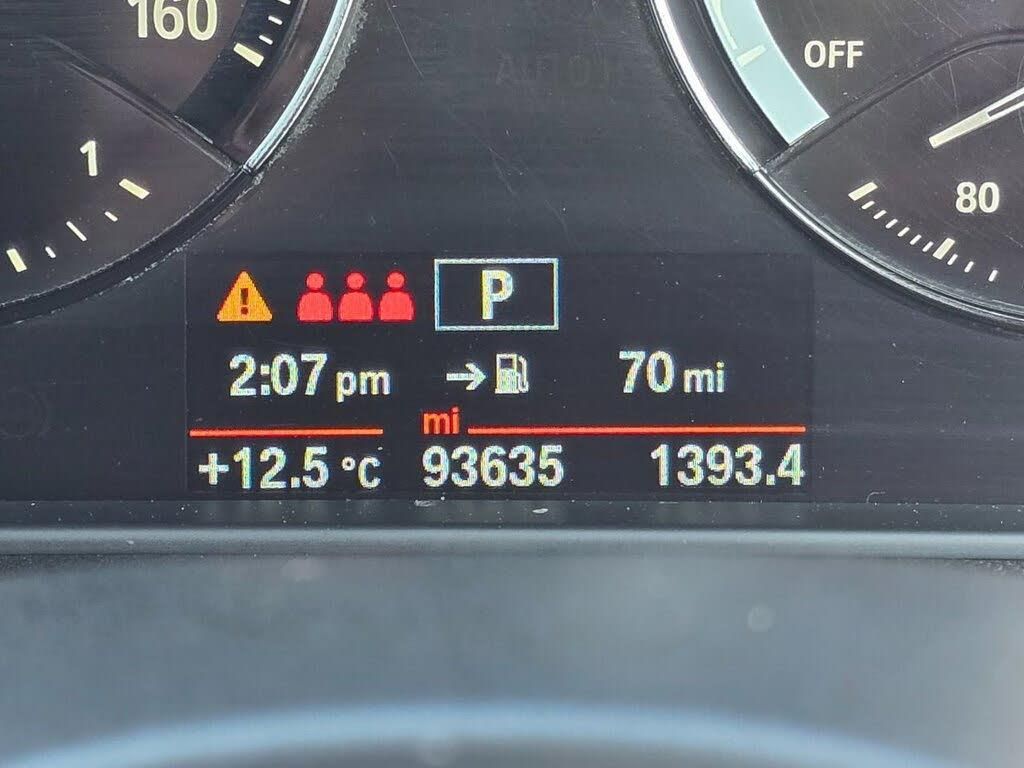 160
OFF
1
80
P
2:07 pm → 70 mi
mi
+12.5 °C 93635 1393.4